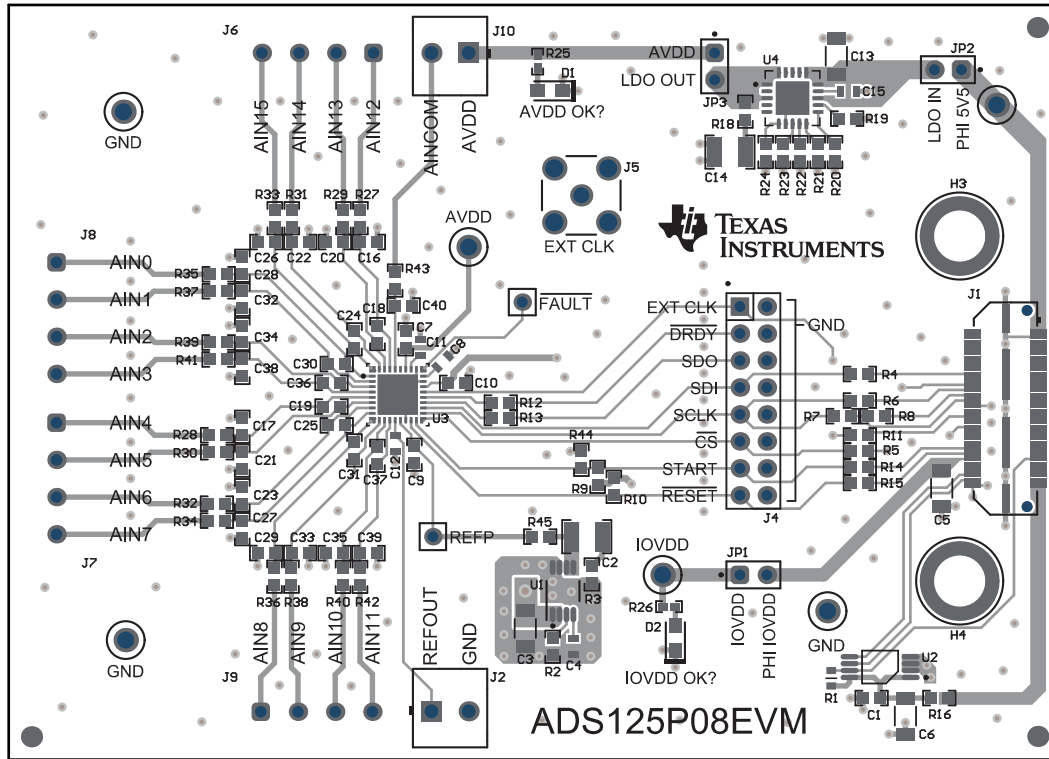 J6
J10
R25
AVDD
U4
C13
JP2
AIN15
AIN14
AIN13
AIN12
AINCOM
AVDD
D1
AVDD OK?
LDO OUT
JP3
C15
R18
R19
LDO IN
PHI 5V5
GND
C14
R24
R23
R22
R21
R20
J5
EXT CLK
H3
TEXAS
INSTRUMENTS
R33
R31
R29
R27
J8
AIN0
R35
C26
C22
C20
C16
AVDD
C28
R43
AIN1
R37
C32
C40
FAULT
EXT CLK
GND
J1
C24
C18
C7
C11
AIN2
R39
C34
DRDY
AIN3
R41
C38
C30
C8
SDO
C36
C10
SDI
R4
C19
R12
R6
AIN4
C17
C25
U3
R13
SCLK
R7
R8
R28
AIN5
R30
C31
C37
C12
C9
R44
CS
R11
R5
C21
START
R14
AIN6
R32
C23
R9
R10
RESET
R15
AIN7
R34
C27
J4
C5
J7
C29
C33
C35
C39
REFP
R45
IOVDD
JP1
C2
R36
R38
R40
R42
U1
R3
R26
IOVDD
PHI IOVDD
GND
H4
GND
AIN8
AIN9
AIN10
AIN11
REFOUT
GND
D2
C3
R2
C4
IOVDD OK?
U2
R1
J9
J2
ADS125P08EVM
C1
R16
C6